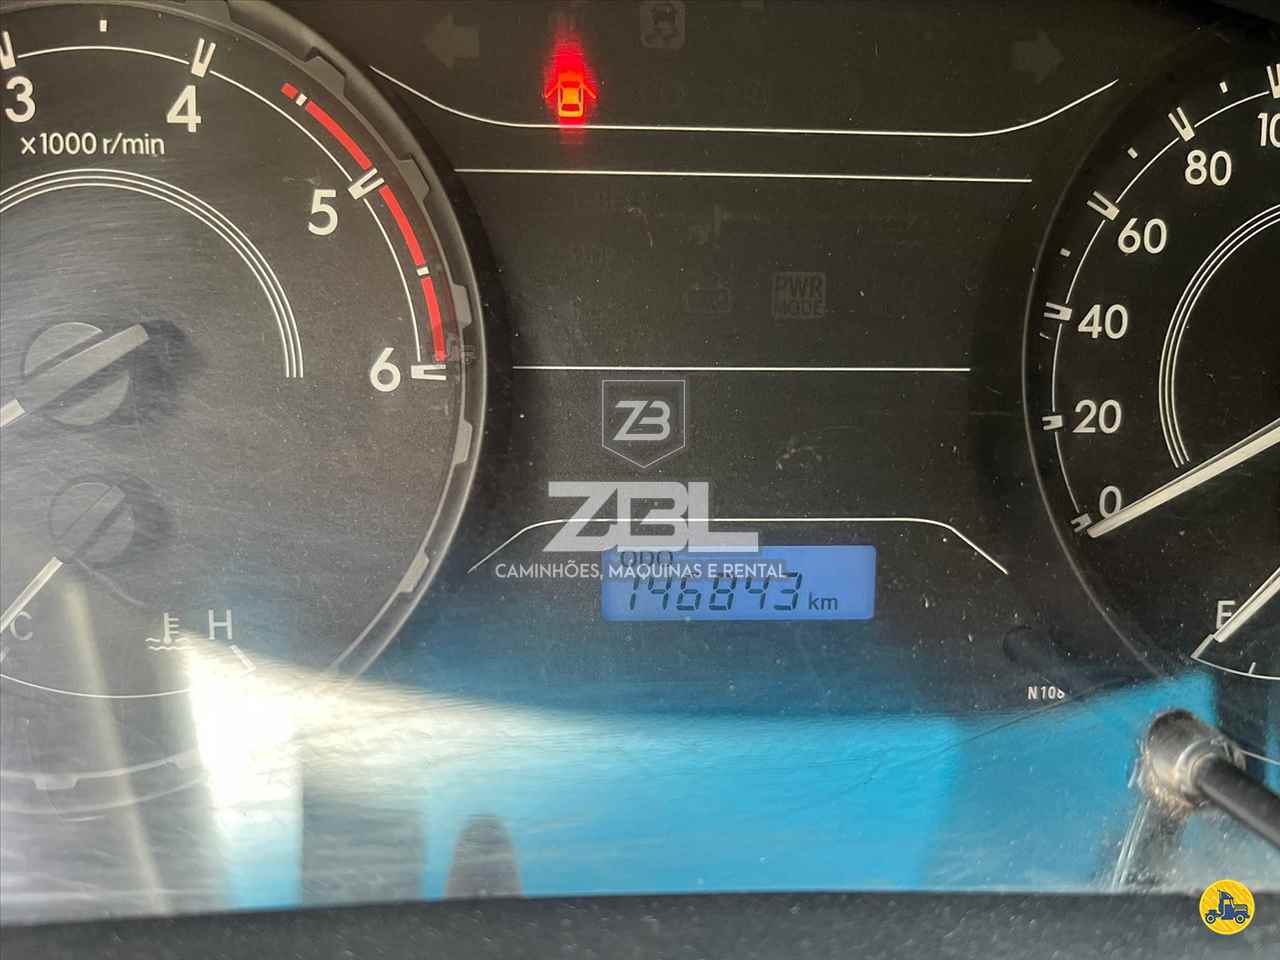 3
4
x1000 r/min
5
6
C
H
80
60
40
20
0
E
PWR
MODE
ZB
ZBL
CAMINHÕES, MÁQUINAS E RENTAL
ODO
146843 km
N108